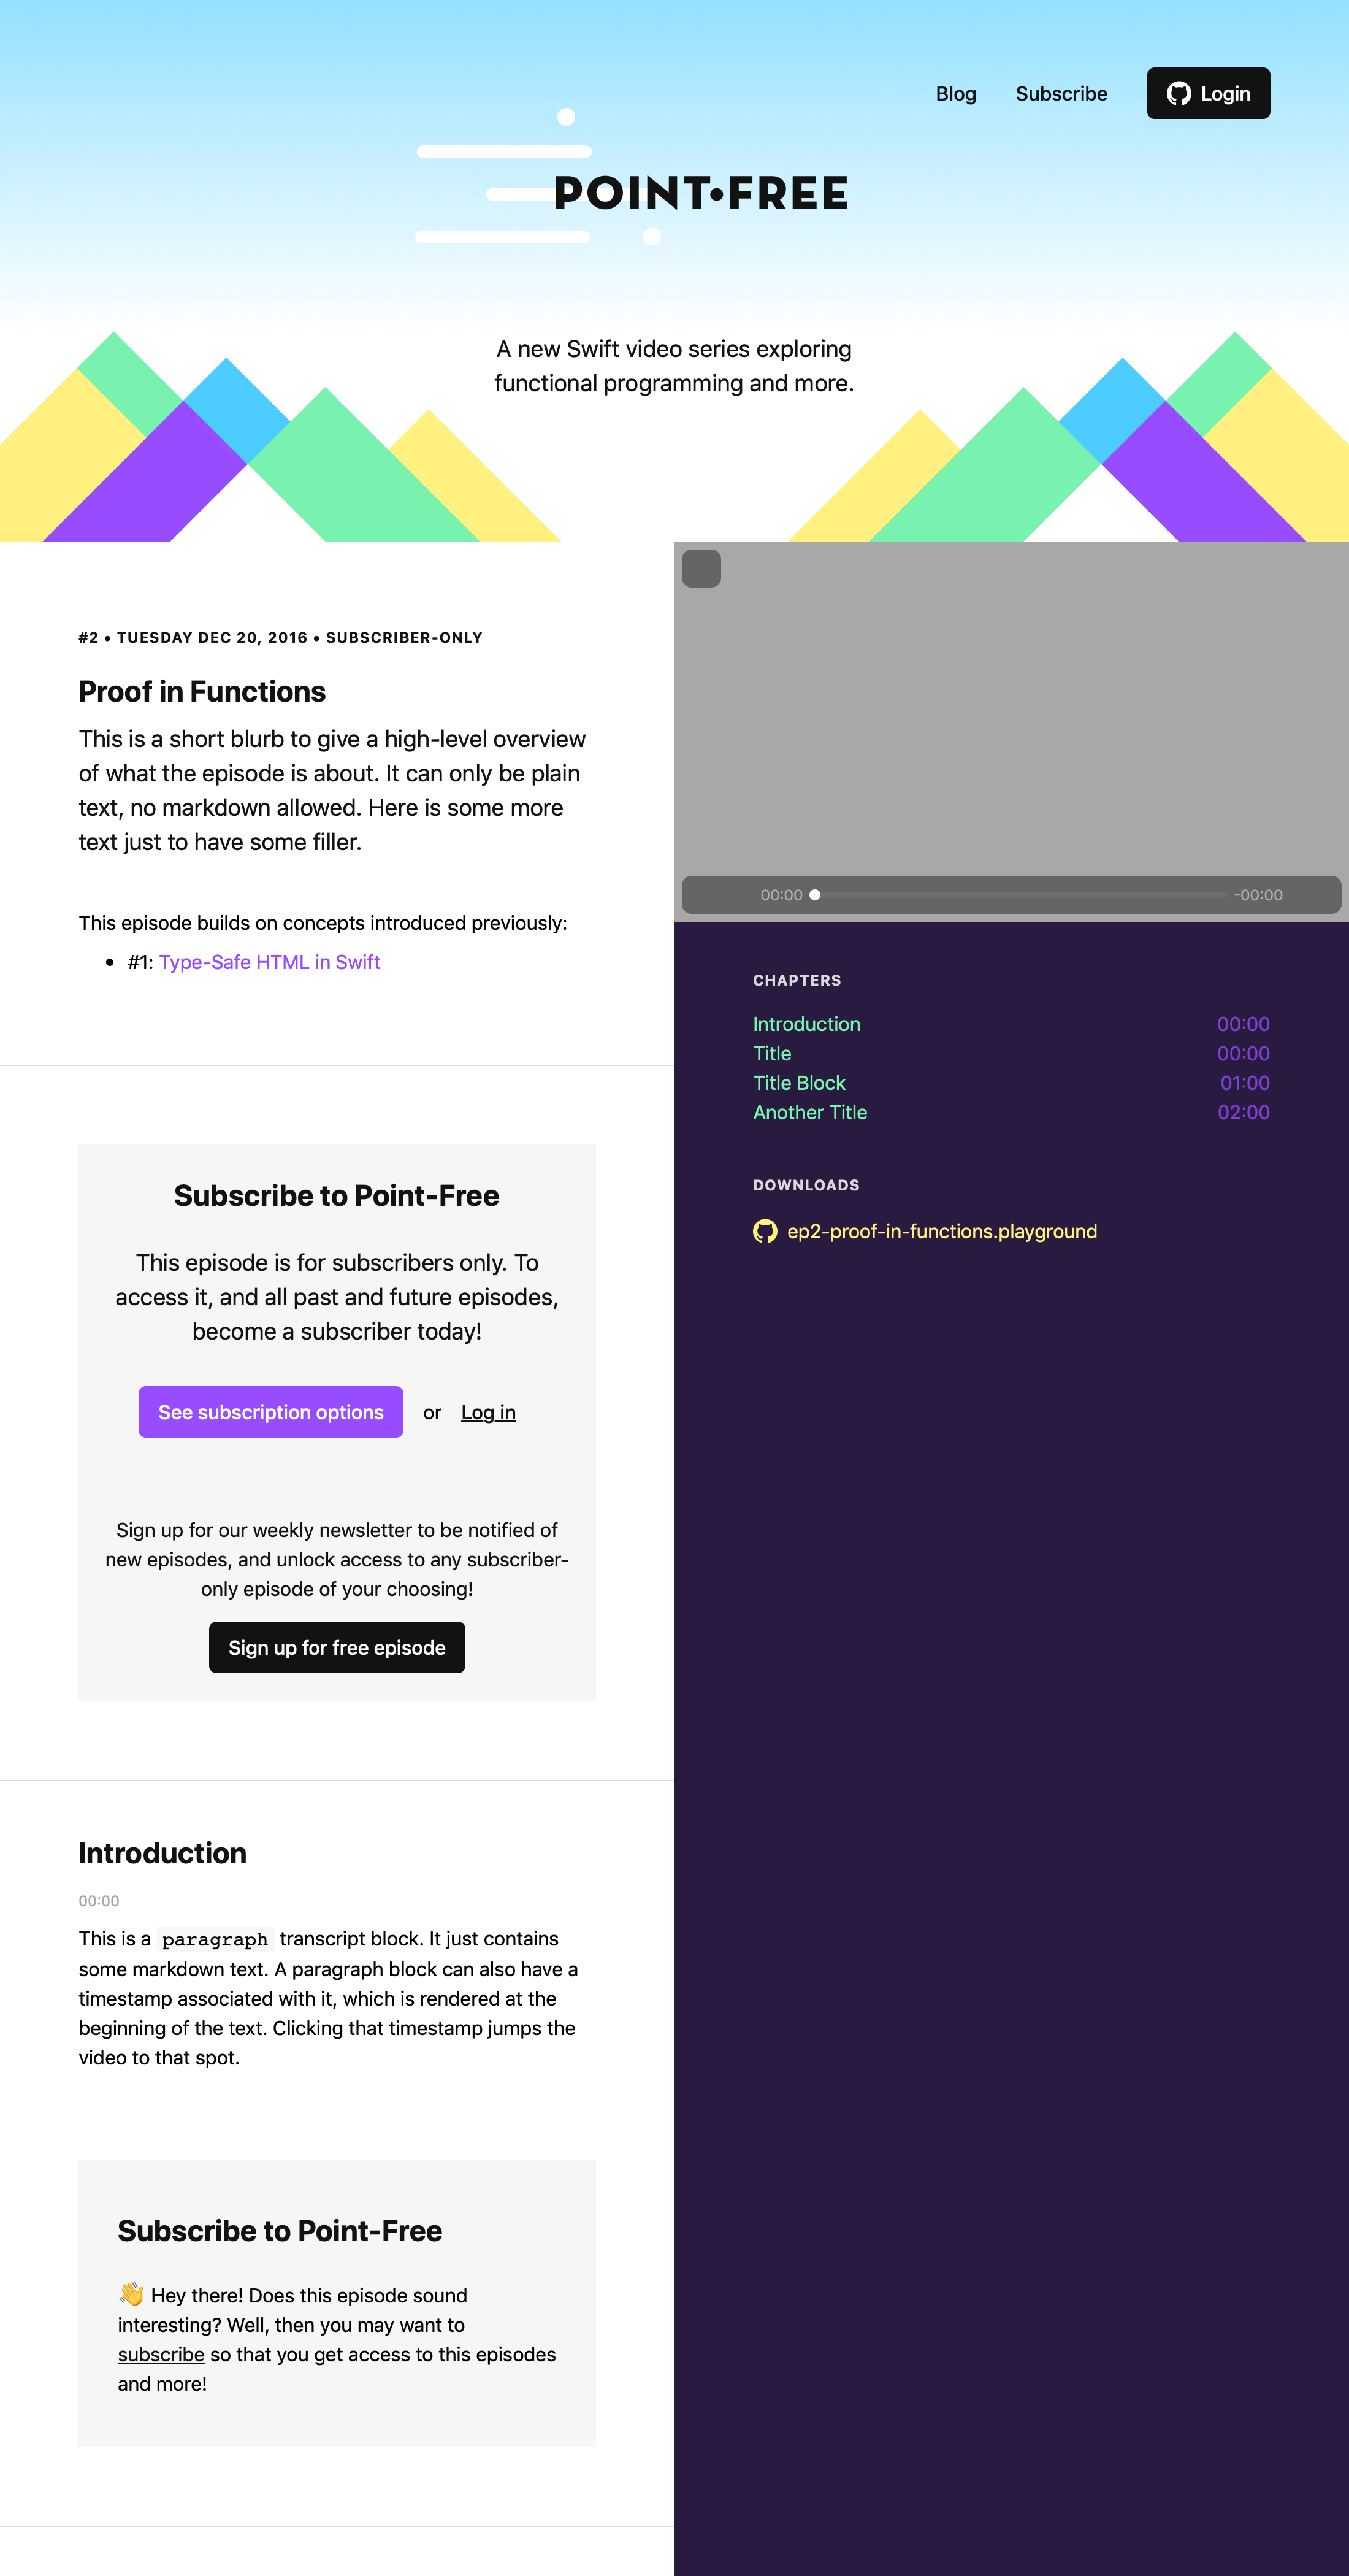 Blog
Subscribe
Login
POINT•FREE
A new Swift video series exploring
functional programming and more.
#2 • TUESDAY DEC 20, 2016 • SUBSCRIBER-ONLY
Proof in Functions
This is a short blurb to give a high-level overview
of what the episode is about. It can only be plain
text, no markdown allowed. Here is some more
text just to have some filler.
This episode builds on concepts introduced previously:
• #1: Type-Safe HTML in Swift
Subscribe to Point-Free
This episode is for subscribers only. To
access it, and all past and future episodes,
become a subscriber today!
See subscription options or Log in
Sign up for our weekly newsletter to be notified of
new episodes, and unlock access to any subscriber-
only episode of your choosing!
Sign up for free episode
Introduction
00:00
This is a paragraph transcript block. It just contains
some markdown text. A paragraph block can also have a
timestamp associated with it, which is rendered at the
beginning of the text. Clicking that timestamp jumps the
video to that spot.
Subscribe to Point-Free
👋 Hey there! Does this episode sound
interesting? Well, then you may want to
subscribe so that you get access to this episodes
and more!
00:00 -00:00
CHAPTERS
Introduction 00:00
Title 00:00
Title Block 01:00
Another Title 02:00
DOWNLOADS
ep2-proof-in-functions.playground